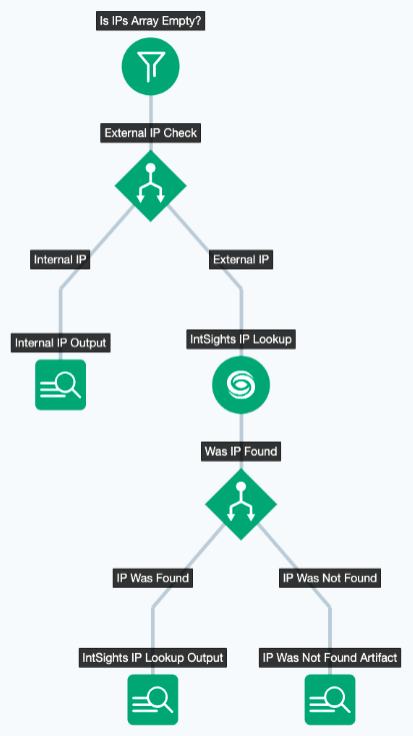 Is IPs Array Empty?
External IP Check
Internal IP
External IP
Internal IP Output
IntSights IP Lookup
Was IP Found
IP Was Found
IP Was Not Found
IntSights IP Lookup Output
IP Was Not Found Artifact